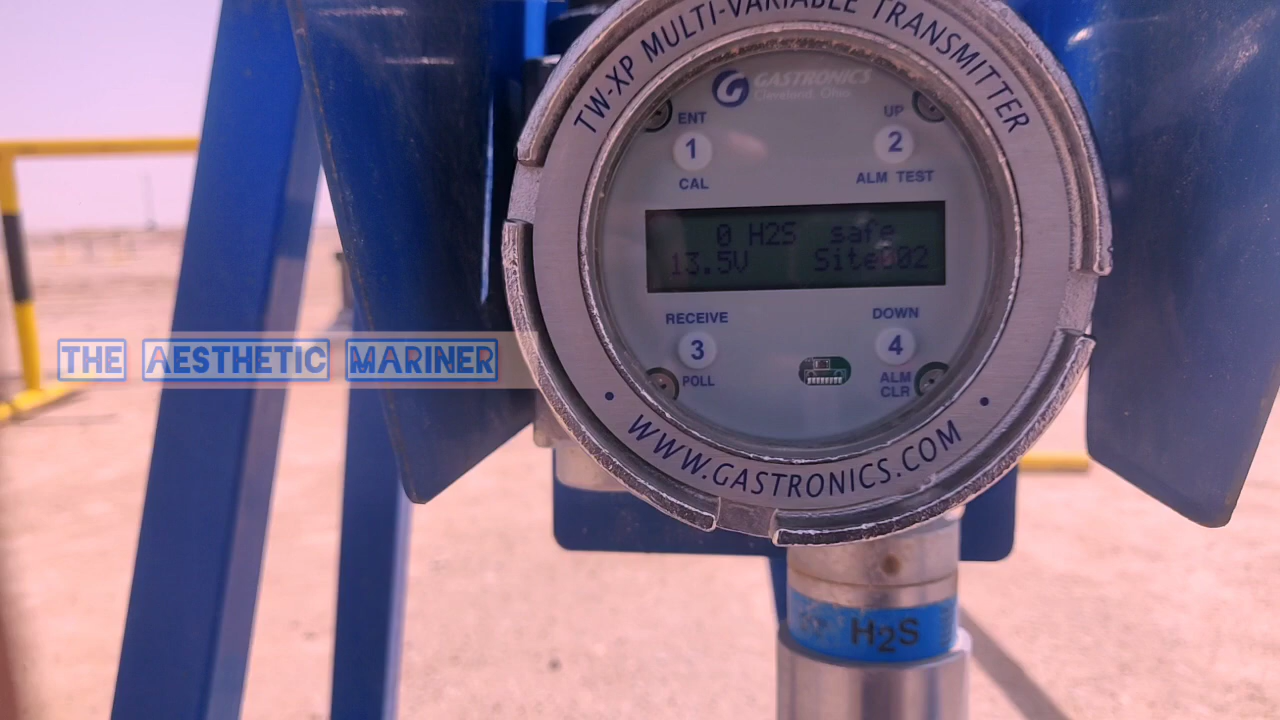 TW-XP MULTI-VARIABLE TRANSMITTER
GASTRONICS
Cleveland, Ohio
ENT
1
CAL
UP
2
ALM TEST
0 H2S safe
13.5V Site002
RECEIVE
3
POLL
DOWN
4
ALM
CLR
• WWW.GASTRONICS.COM •
THE AESTHETIC MARINER
H2S